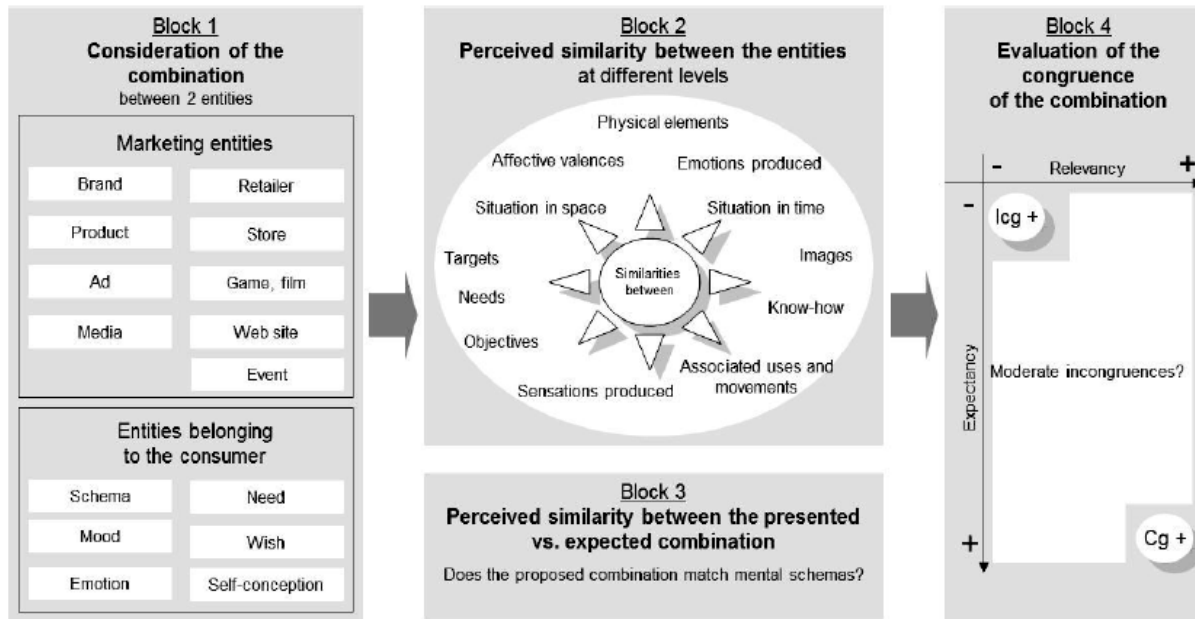 Block 1
Consideration of the
combination
between 2 entities
Marketing entities
Brand
Retailer
Product
Store
Ad
Game, film
Media
Web site
Event
Entities belonging
to the consumer
Schema
Need
Mood
Wish
Emotion
Self-conception
Block 2
Perceived similarity between the entities
at different levels
Physical elements
Affective valences
Emotions produced
Situation in space
Situation in time
Targets
Images
Similarities
between
Needs
Know-how
Objectives
Associated uses and
movements
Sensations produced
Block 3
Perceived similarity between the presented
vs. expected combination
Does the proposed combination match mental schemas?
Block 4
Evaluation of the
congruence
of the combination
- Relevancy +
-
Icg +
Moderate incongruences?
Expectancy
+
Cg +